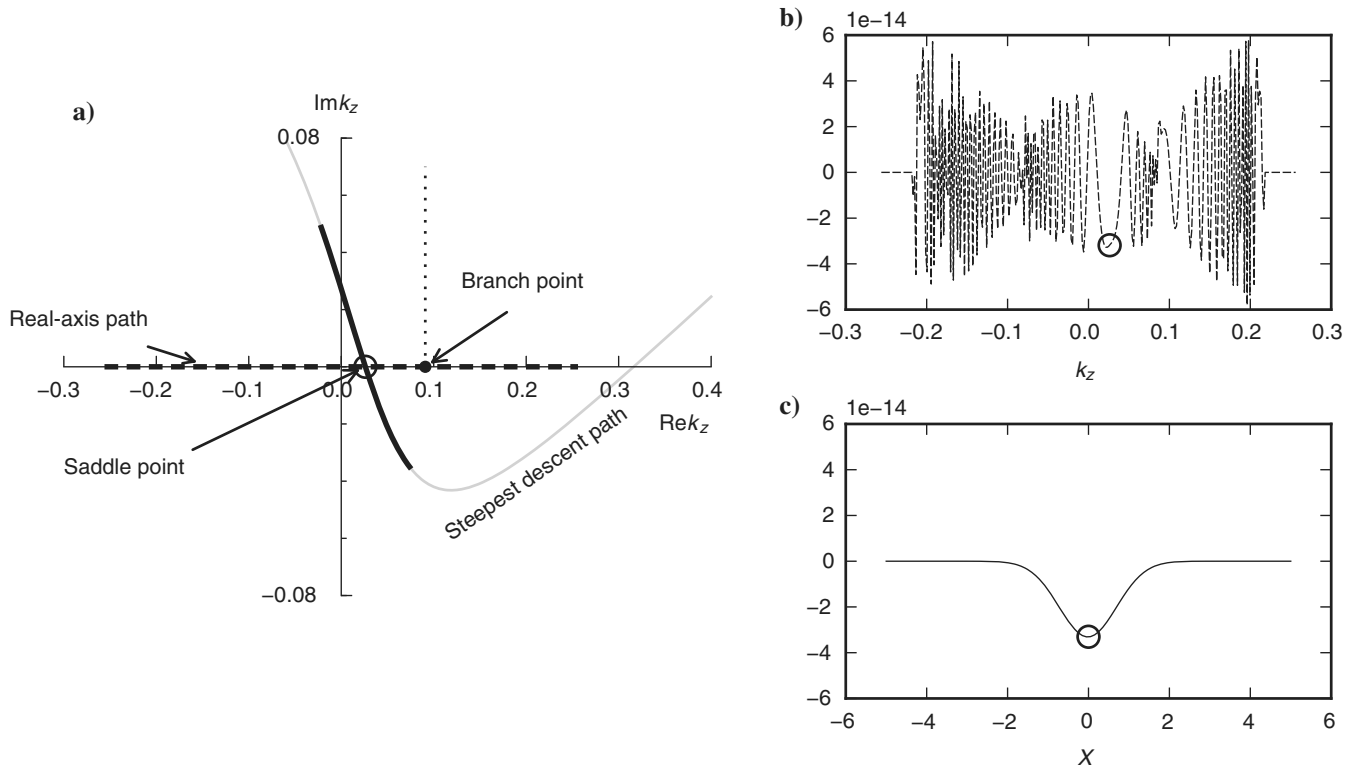 a)
Imk_z
0.08
Real-axis path
Branch point
−0.3
−0.2
−0.1
0.0
0.1
0.2
0.3
0.4
Rek_z
Saddle point
Steepest descent path
−0.08
b)
1e−14
6
4
2
0
−2
−4
−6
−0.3
−0.2
−0.1
0.0
0.1
0.2
0.3
k_z
c)
1e−14
6
4
2
0
−2
−4
−6
−6
−4
−2
0
2
4
6
X